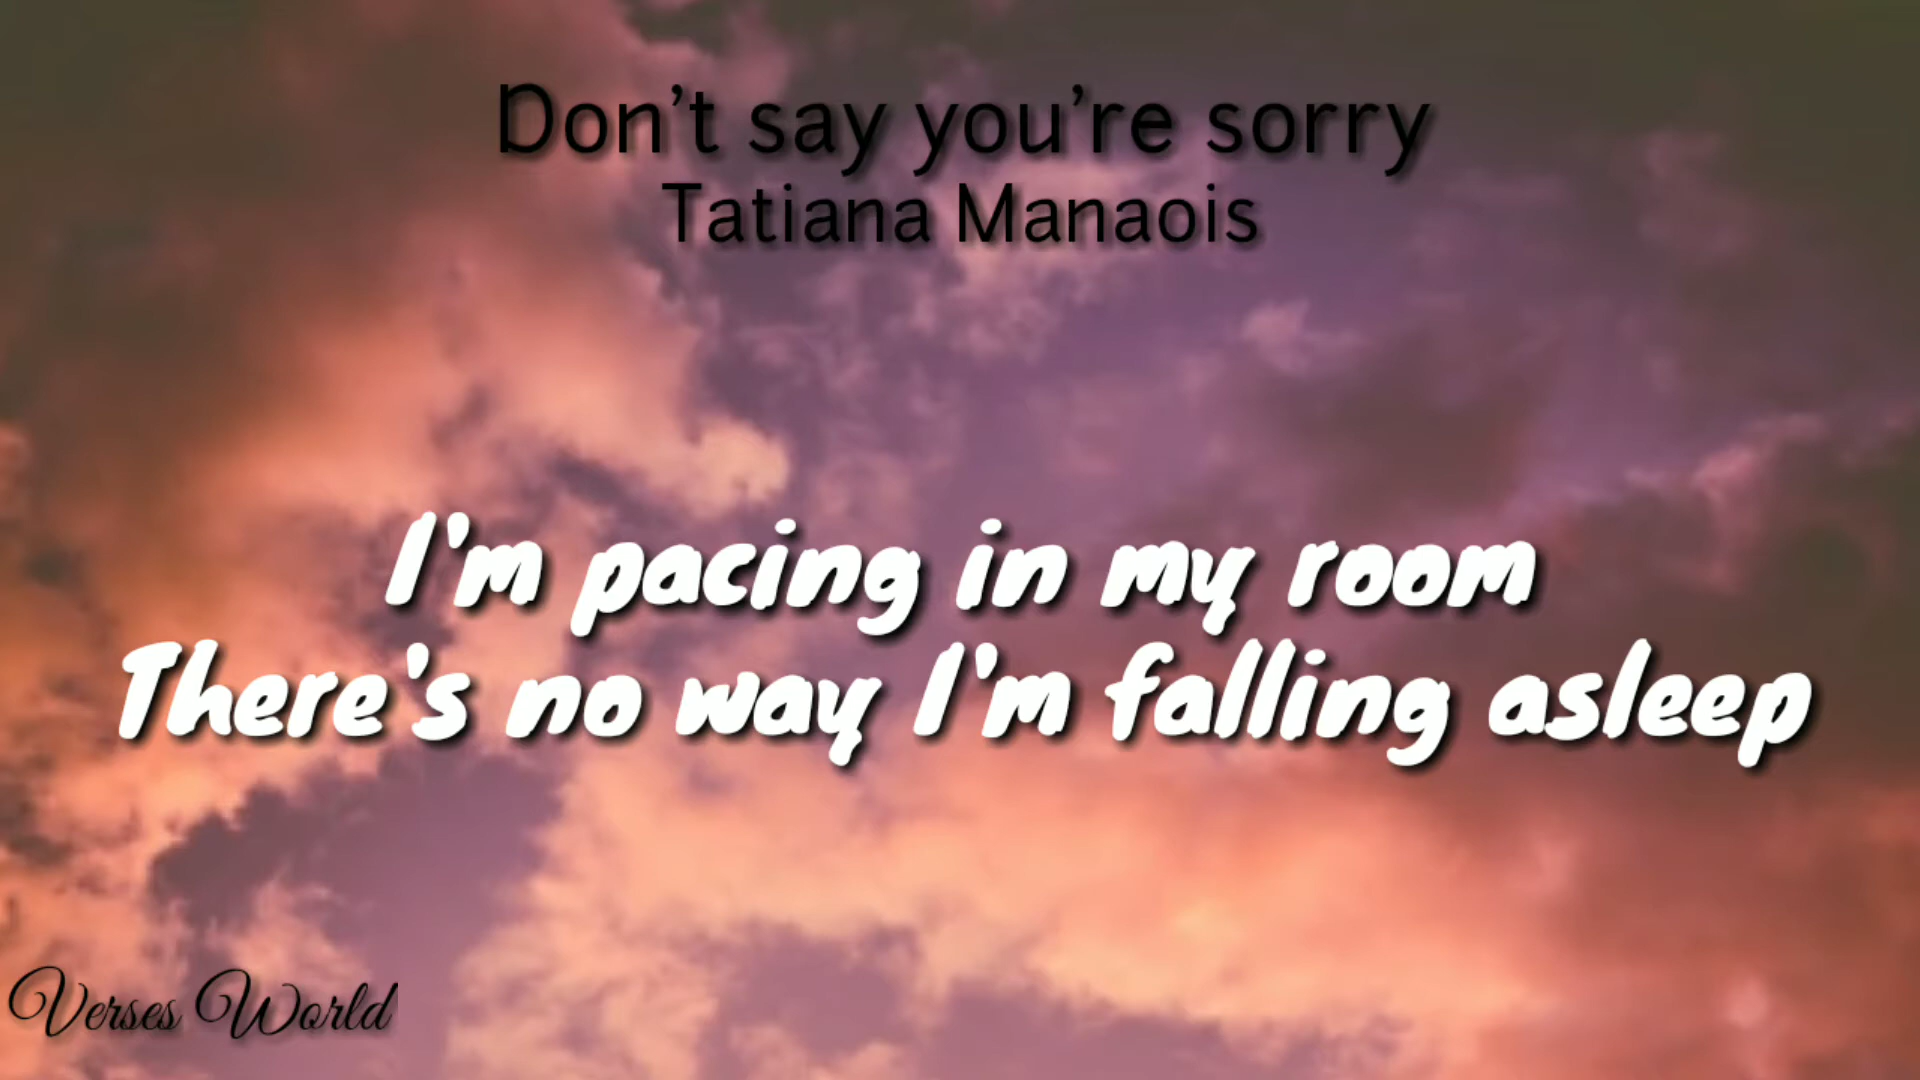 Don't say you're sorry
Tatiana Manaois
I'm pacing in my room
There's no way I'm falling asleep
Verses World